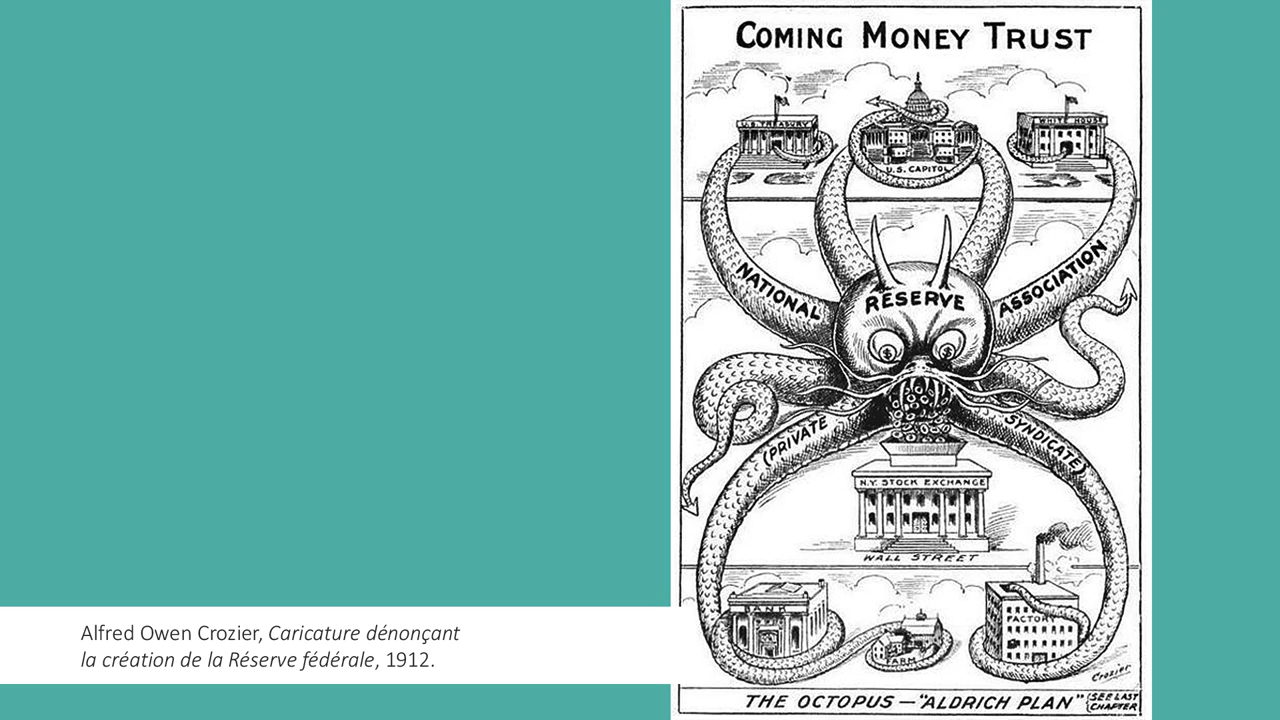 COMING MONEY TRUST
U.S. TREASURY
U.S. CAPITOL
WHITE HOUSE
NATIONAL
RESERVE
ASSOCIATION
(PRIVATE
SYNDICATE)
N.Y. STOCK EXCHANGE
WALL STREET
BANK
FARM
FACTORY
Crozier
THE OCTOPUS — "ALDRICH PLAN"
(SEE LAST
CHAPTER
Alfred Owen Crozier, Caricature dénonçant
la création de la Réserve fédérale, 1912.